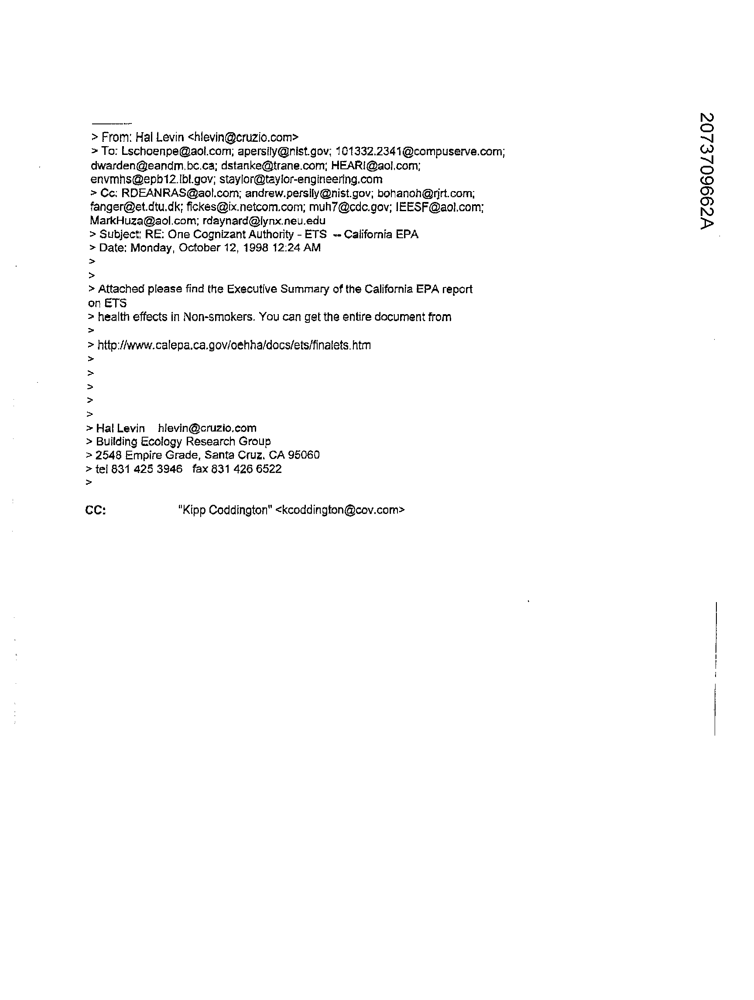 > From: Hal Levin <hlevin@cruzio.com>
> To: Lschoenpe@aol.com; apersily@nist.gov; 101332.2341@compuserve.com;
dwarden@eandm.bc.ca; dstanke@trane.com; HEARI@aol.com;
envmhs@epb12.lbl.gov; staylor@taylor-engineering.com
> Cc: RDEANRAS@aol.com; andrew.persily@nist.gov; bohanoh@rjrt.com;
fanger@et.dtu.dk; fickes@ix.netcom.com; muh7@cdc.gov; IEESF@aol.com;
MarkHuza@aol.com; rdaynard@lynx.neu.edu
> Subject: RE: One Cognizant Authority - ETS -- California EPA
> Date: Monday, October 12, 1998 12:24 AM
>
>
> Attached please find the Executive Summary of the California EPA report
on ETS
> health effects in Non-smokers. You can get the entire document from
>
> http://www.calepa.ca.gov/oehha/docs/ets/finalets.htm
>
>
>
>
>
> Hal Levin hlevin@cruzio.com
> Building Ecology Research Group
> 2548 Empire Grade, Santa Cruz, CA 95060
> tel 831 425 3946 fax 831 426 6522
>
CC: "Kipp Coddington" <kcoddington@cov.com>
2073709662A